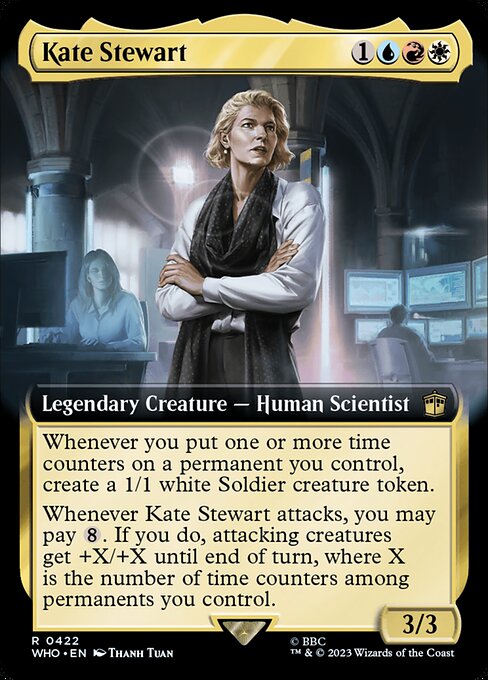 Kate Stewart 1
Legendary Creature — Human Scientist
Whenever you put one or more time
counters on a permanent you control,
create a 1/1 white Soldier creature token.
Whenever Kate Stewart attacks, you may
pay 8. If you do, attacking creatures
get +X/+X until end of turn, where X
is the number of time counters among
permanents you control.
3/3
R 0422
WHO • EN Thanh Tuan
© BBC
™ & © 2023 Wizards of the Coast